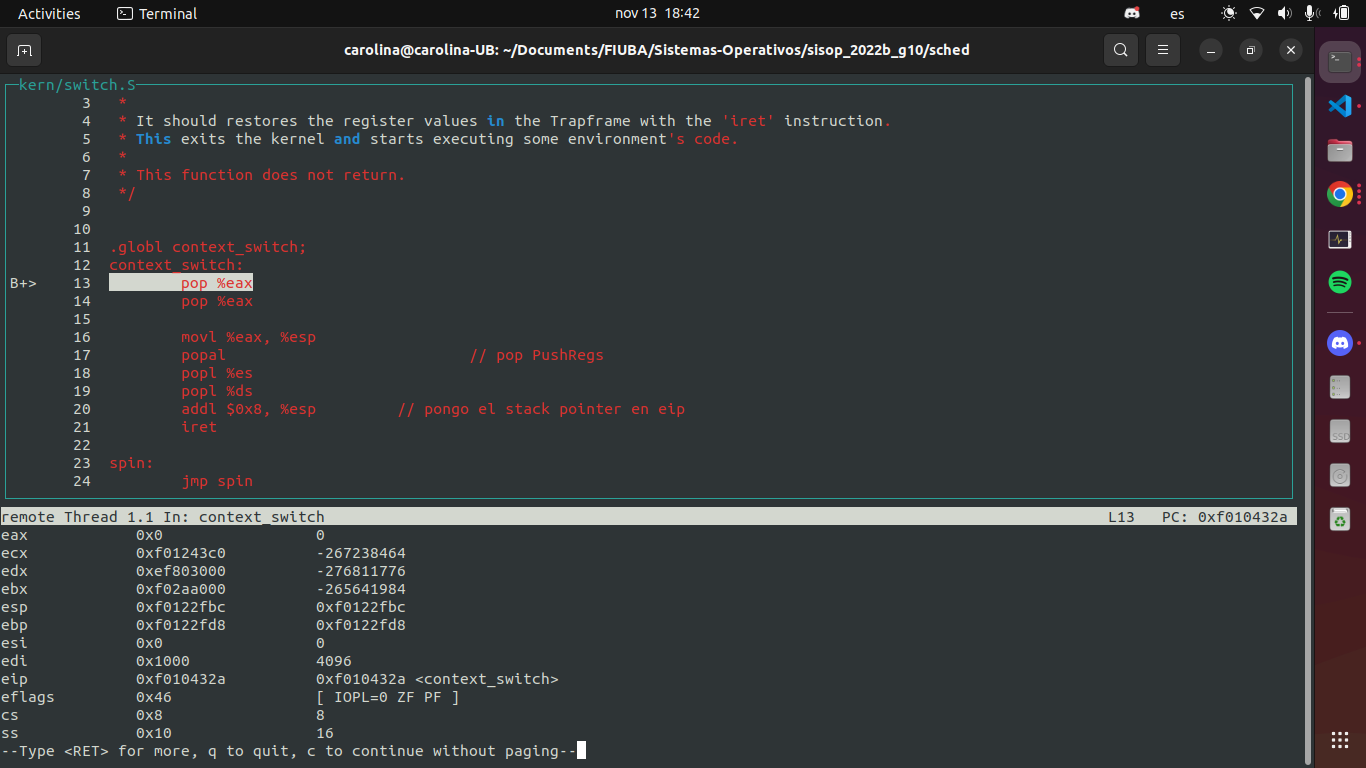 Activities Terminal nov 13 18:42 es
carolina@carolina-UB: ~/Documents/FIUBA/Sistemas-Operativos/sisop_2022b_g10/sched
kern/switch.S
3 *
4 * It should restores the register values in the Trapframe with the 'iret' instruction.
5 * This exits the kernel and starts executing some environment's code.
6 *
7 * This function does not return.
8 */
9
10
11 .globl context_switch;
12 context_switch:
B+> 13 pop %eax
14 pop %eax
15
16 movl %eax, %esp
17 popal // pop PushRegs
18 popl %es
19 popl %ds
20 addl $0x8, %esp // pongo el stack pointer en eip
21 iret
22
23 spin:
24 jmp spin
remote Thread 1.1 In: context_switch L13 PC: 0xf010432a
eax 0x0 0
ecx 0xf01243c0 -267238464
edx 0xef803000 -276811776
ebx 0xf02aa000 -265641984
esp 0xf0122fbc 0xf0122fbc
ebp 0xf0122fd8 0xf0122fd8
esi 0x0 0
edi 0x1000 4096
eip 0xf010432a 0xf010432a <context_switch>
eflags 0x46 [ IOPL=0 ZF PF ]
cs 0x8 8
ss 0x10 16
--Type <RET> for more, q to quit, c to continue without paging--
SSD